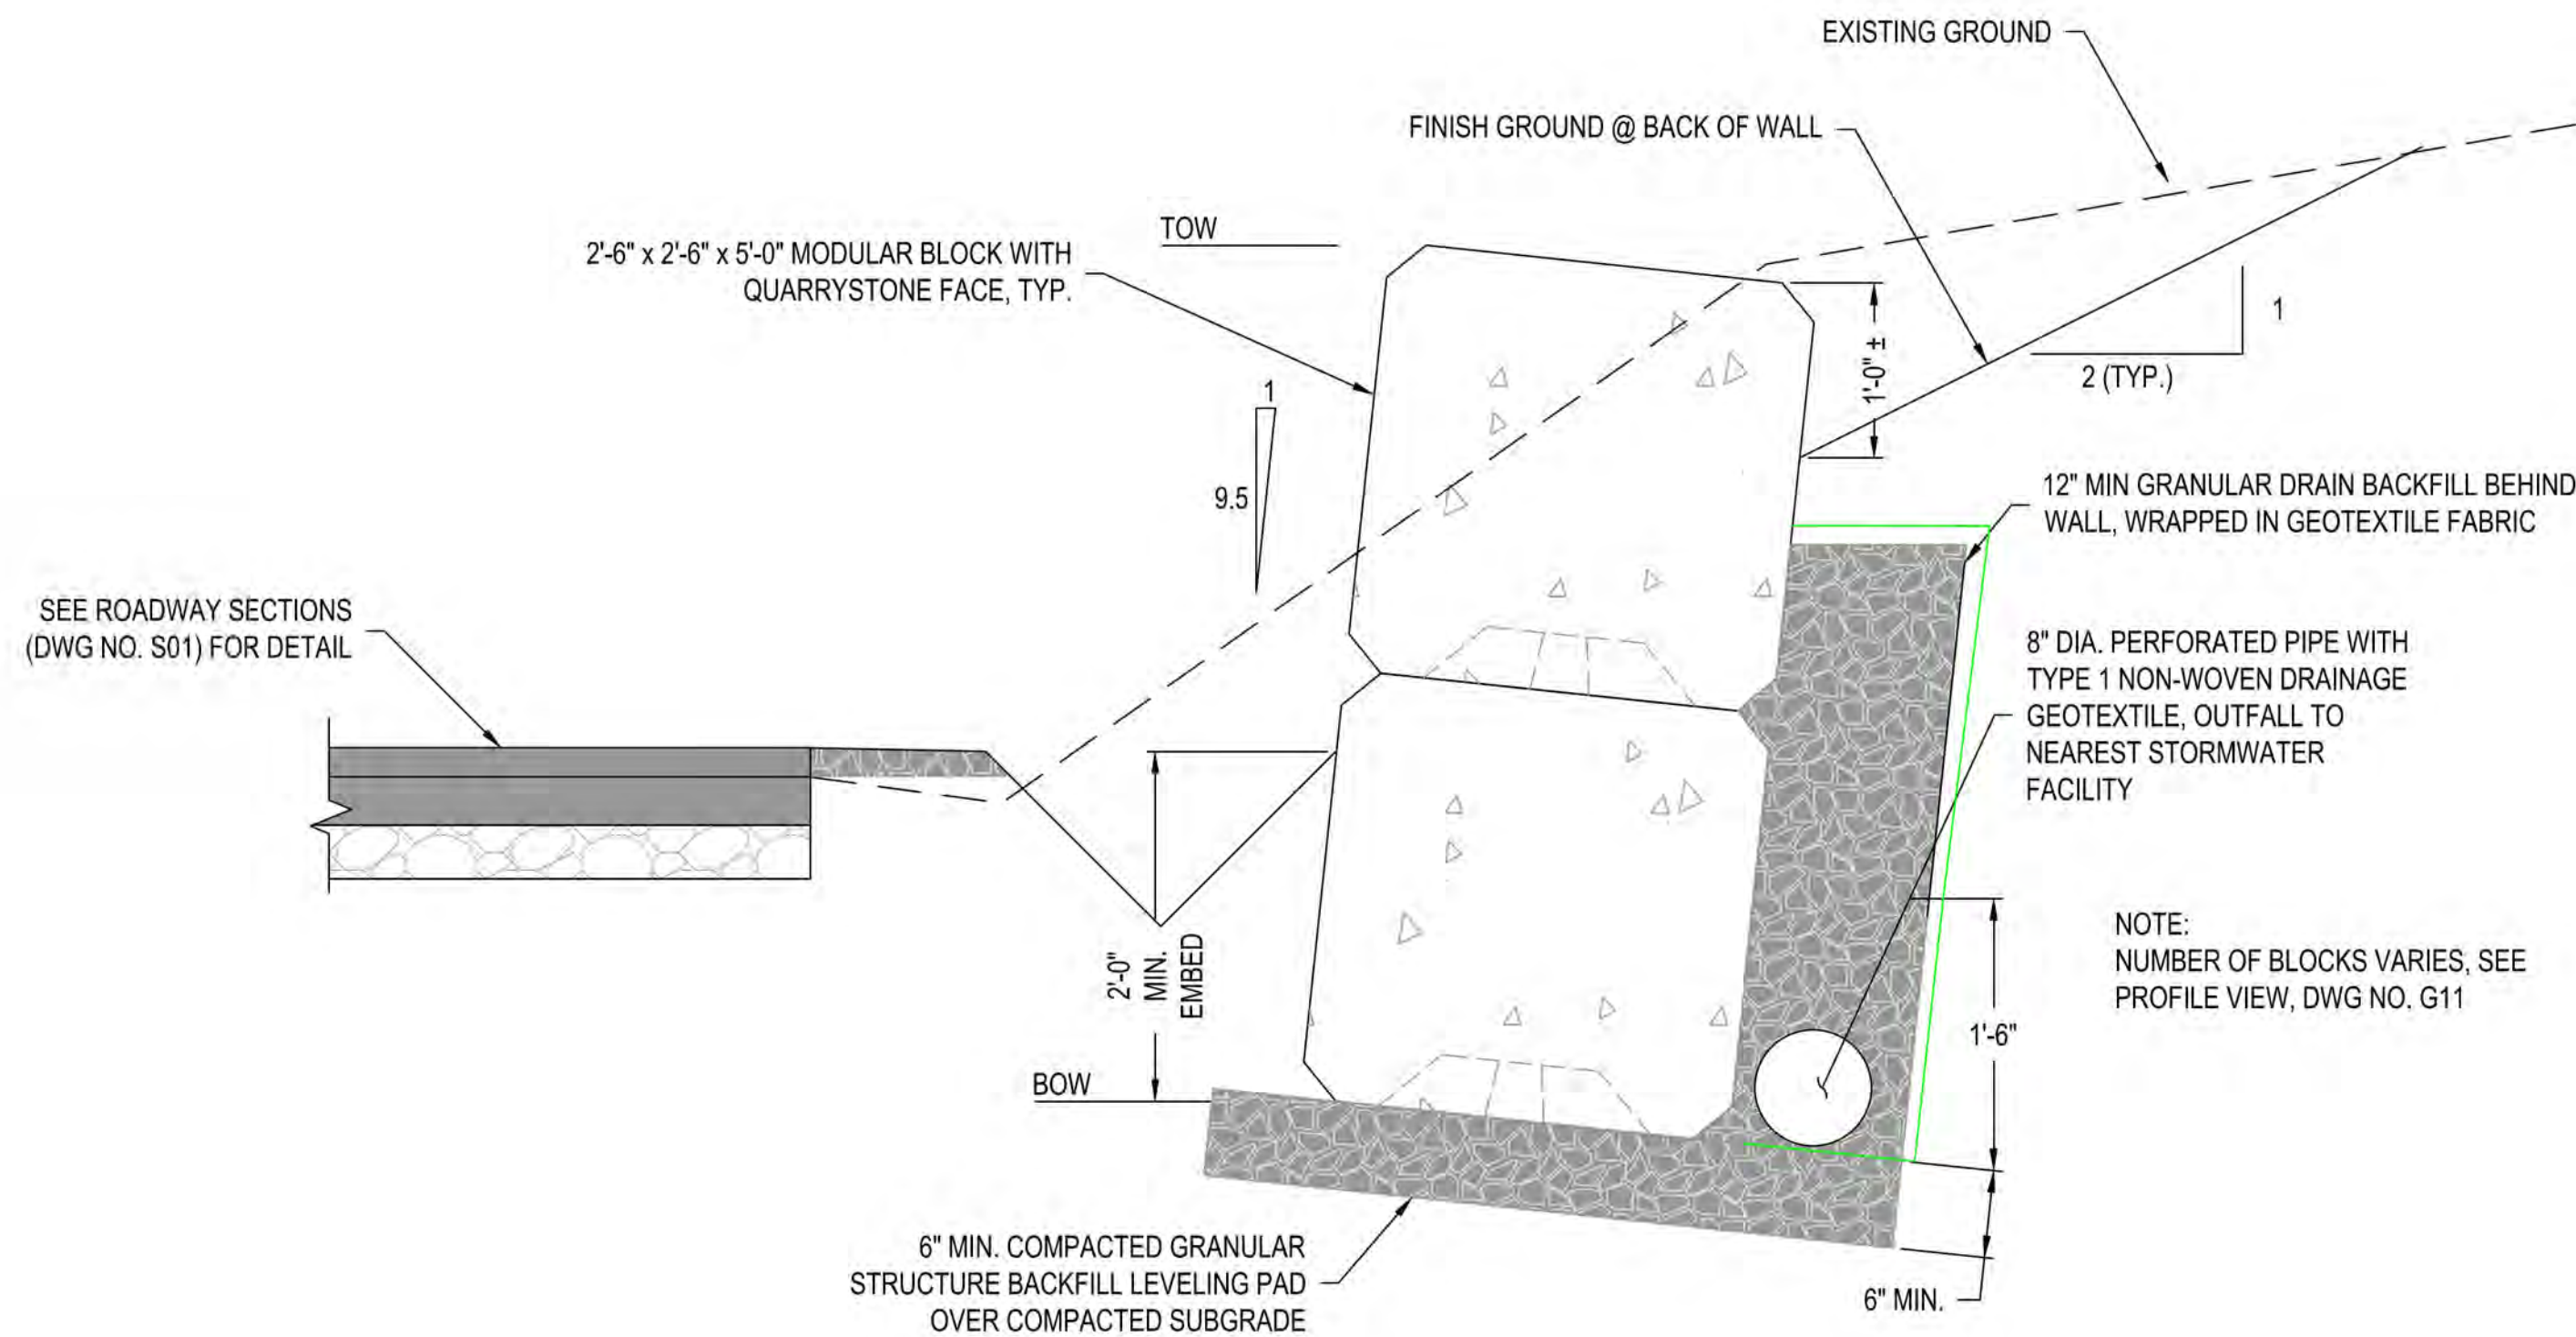 EXISTING GROUND
FINISH GROUND @ BACK OF WALL
TOW
2'-6" x 2'-6" x 5'-0" MODULAR BLOCK WITH
QUARRYSTONE FACE, TYP.
1
2 (TYP.)
1'-0" ±
1
9.5
12" MIN GRANULAR DRAIN BACKFILL BEHIND
WALL, WRAPPED IN GEOTEXTILE FABRIC
SEE ROADWAY SECTIONS
(DWG NO. S01) FOR DETAIL
8" DIA. PERFORATED PIPE WITH
TYPE 1 NON-WOVEN DRAINAGE
GEOTEXTILE, OUTFALL TO
NEAREST STORMWATER
FACILITY
NOTE:
NUMBER OF BLOCKS VARIES, SEE
PROFILE VIEW, DWG NO. G11
2'-0"
MIN.
EMBED
1'-6"
BOW
6" MIN. COMPACTED GRANULAR
STRUCTURE BACKFILL LEVELING PAD
OVER COMPACTED SUBGRADE
6" MIN.